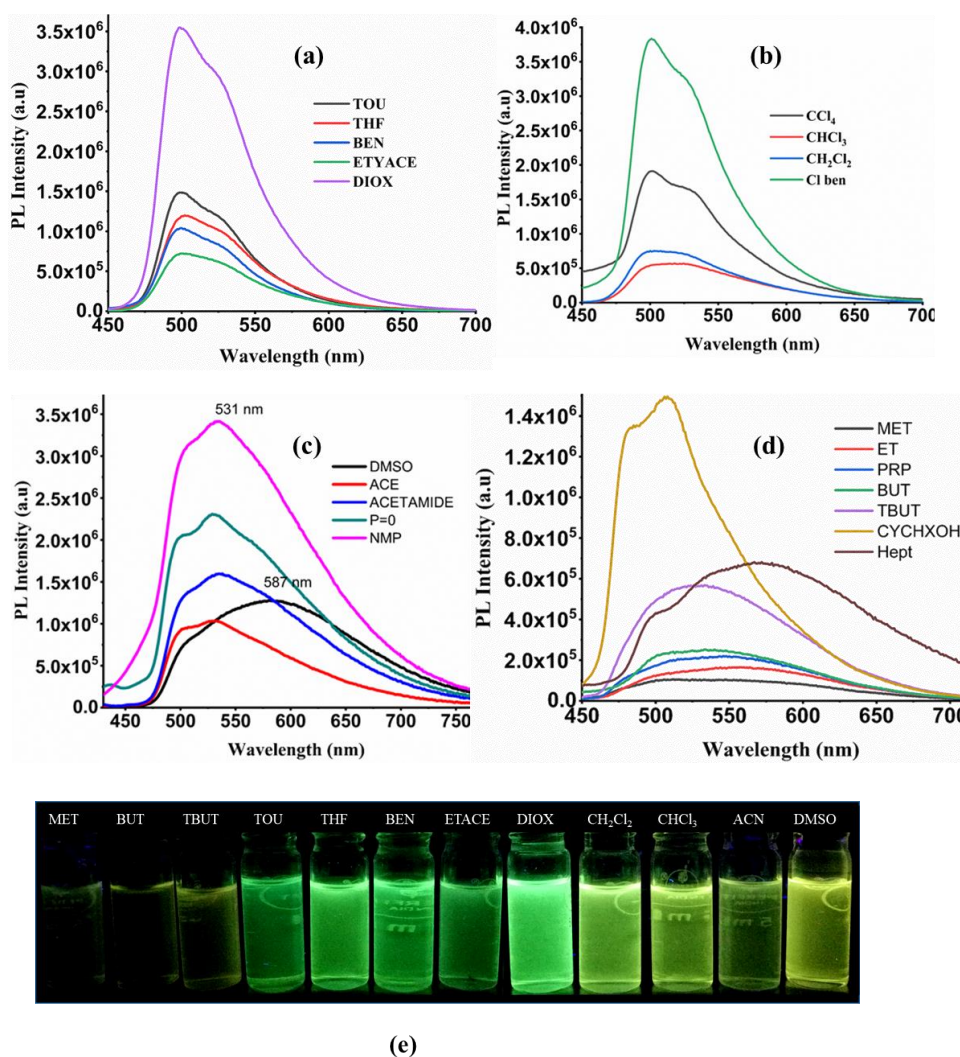 (a)
PL Intensity (a.u)
3.5x10⁶
3.0x10⁶
2.5x10⁶
2.0x10⁶
1.5x10⁶
1.0x10⁶
5.0x10⁵
0.0
450 500 550 600 650 700
Wavelength (nm)
TOU
THF
BEN
ETYACE
DIOX
(b)
PL Intensity (a.u)
4.0x10⁶
3.5x10⁶
3.0x10⁶
2.5x10⁶
2.0x10⁶
1.5x10⁶
1.0x10⁶
5.0x10⁵
0.0
450 500 550 600 650 700
Wavelength (nm)
CCl₄
CHCl₃
CH₂Cl₂
Cl ben
(c)
PL Intensity (a.u)
3.5x10⁶
3.0x10⁶
2.5x10⁶
2.0x10⁶
1.5x10⁶
1.0x10⁶
5.0x10⁵
0.0
450 500 550 600 650 700 750
Wavelength (nm)
531 nm
587 nm
DMSO
ACE
ACETAMIDE
P=0
NMP
(d)
PL Intensity (a.u)
1.4x10⁶
1.2x10⁶
1.0x10⁶
8.0x10⁵
6.0x10⁵
4.0x10⁵
2.0x10⁵
0.0
450 500 550 600 650 700
Wavelength (nm)
MET
ET
PRP
BUT
TBUT
CYCHXOH
Hept
MET BUT TBUT TOU THF BEN ETACE DIOX CH₂Cl₂ CHCl₃ ACN DMSO
(e)